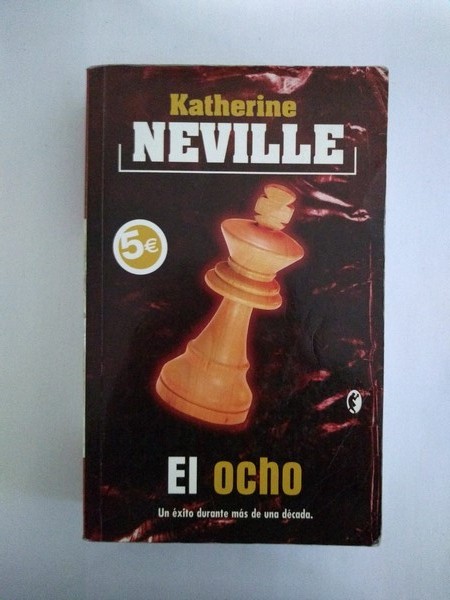 Katherine
NEVILLE
5€
El ocho
Un éxito durante más de una década.